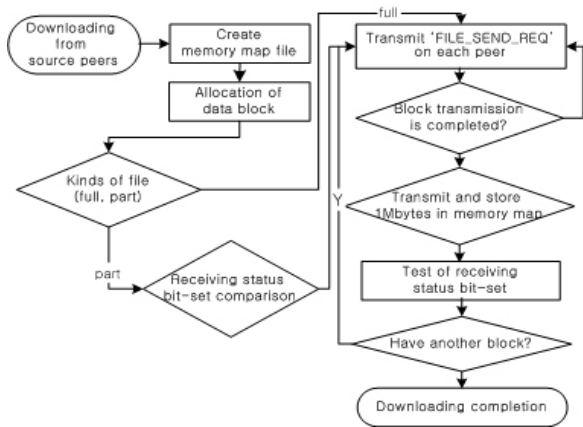 Downloading
from
source peers
Create
memory map file
Allocation of
data block
Kinds of file
(full, part)
part
Receiving status
bit-set comparison
full
Transmit 'FILE_SEND_REQ'
on each peer
Block transmission
is completed?
Transmit and store
1Mbytes in memory map
Y
Test of receiving
status bit-set
Have another block?
Downloading completion